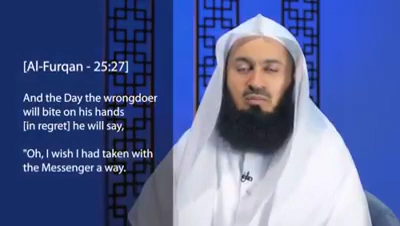 [Al-Furqan - 25:27]
And the Day the wrongdoer
will bite on his hands
[in regret] he will say,
"Oh, I wish I had taken with
the Messenger a way.